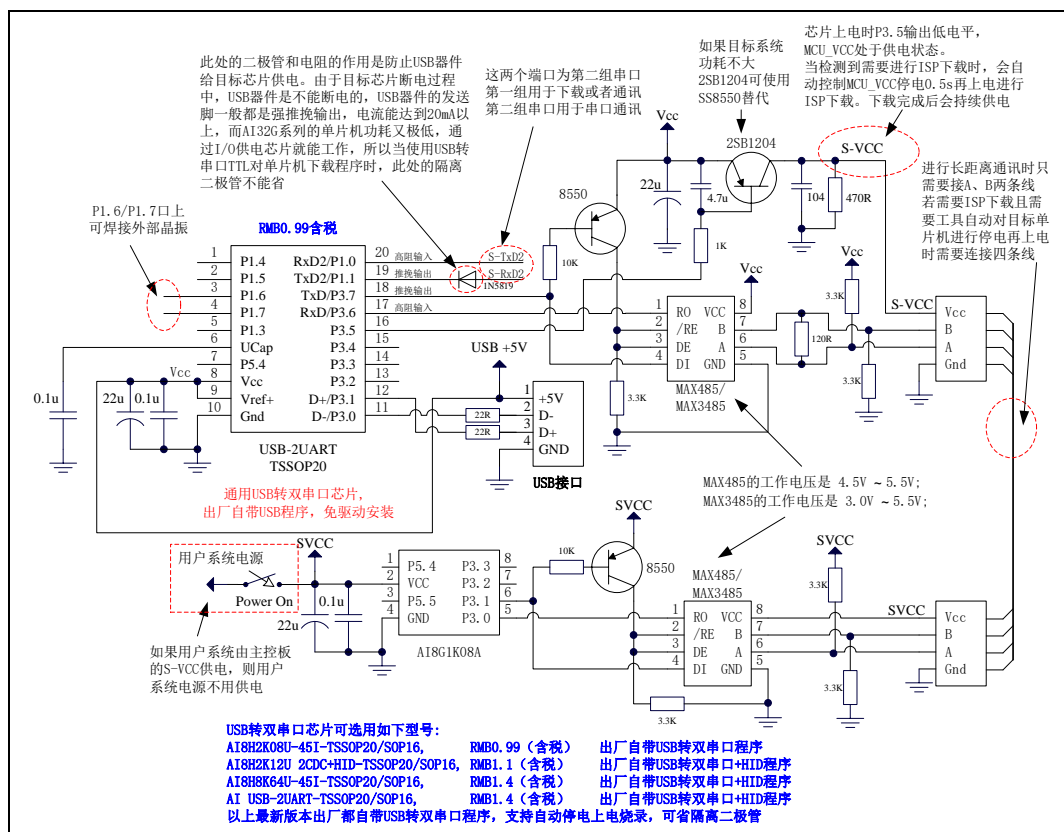 此处的二极管和电阻的作用是防止USB器件
给目标芯片供电。由于目标芯片断电过程
中，USB器件是不能断电的，USB器件的发送
脚一般都是强推挽输出，电流能达到20mA以
上，而AI32G系列的单片机功耗又极低，通
过I/O供电芯片就能工作，所以当使用USB转
串口TTL对单片机下载程序时，此处的隔离
二极管不能省
这两个端口为第二组串口
第一组用于下载或者通讯
第二组串口用于串口通讯
如果目标系统
功耗不大
2SB1204可使用
SS8550替代
芯片上电时P3.5输出低电平，
MCU_VCC处于供电状态。
当检测到需要进行ISP下载时，会自
动控制MCU_VCC停电0.5s再上电进行
ISP下载。下载完成后会持续供电
进行长距离通讯时只
需要接A、B两条线
若需要ISP下载且需
要工具自动对目标单
片机进行停电再上电
时需要连接四条线
P1.6/P1.7口上
可焊接外部晶振
RMB0.99含税
1 P1.4
2 P1.5
3 P1.6
4 P1.7
5 P1.3
6 UCap
7 P5.4
8 Vcc
9 Vref+
10 Gnd
RxD2/P1.0 20 高阻输入 S-TxD2
TxD2/P1.1 19 推挽输出 S-RxD2
1N5819
TxD/P3.7 18 推挽输出
RxD/P3.6 17 高阻输入
P3.5 16
P3.4 15
P3.3 14
P3.2 13
D+/P3.1 12
D-/P3.0 11
USB-2UART
TSSOP20
Vcc
0.1u
22u
0.1u
通用USB转双串口芯片，
出厂自带USB程序，免驱动安装
USB +5V
22R
22R
1 +5V
2 D-
3 D+
4 GND
USB接口
8550
10K
Vcc
22u
4.7u
2SB1204
1K
104
470R
S-VCC
3.3K
Vcc
1 RO VCC 8
2 /RE B 7
3 DE A 6
4 DI GND 5
MAX485/
MAX3485
120R
3.3K
3.3K
S-VCC
Vcc
B
A
Gnd
MAX485的工作电压是 4.5V ~ 5.5V;
MAX3485的工作电压是 3.0V ~ 5.5V;
用户系统电源
Power On
SVCC
22u
0.1u
如果用户系统由主控板
的S-VCC供电，则用户
系统电源不用供电
1 P5.4 P3.3 8
2 VCC P3.2 7
3 P5.5 P3.1 6
4 GND P3.0 5
AI8G1K08A
10K
SVCC
8550
3.3K
MAX485/
MAX3485
1 RO VCC 8
2 /RE B 7
3 DE A 6
4 DI GND 5
SVCC
3.3K
3.3K
SVCC
Vcc
B
A
Gnd
USB转双串口芯片可选用如下型号:
AI8H2K08U-45I-TSSOP20/SOP16, RMB0.99（含税） 出厂自带USB转双串口程序
AI8H2K12U 2CDC+HID-TSSOP20/SOP16, RMB1.1（含税） 出厂自带USB转双串口+HID程序
AI8H8K64U-45I-TSSOP20/SOP16, RMB1.4（含税） 出厂自带USB转双串口+HID程序
AI USB-2UART-TSSOP20/SOP16, RMB1.4（含税） 出厂自带USB转双串口+HID程序
以上最新版本出厂都自带USB转双串口程序，支持自动停电上电烧录，可省隔离二极管